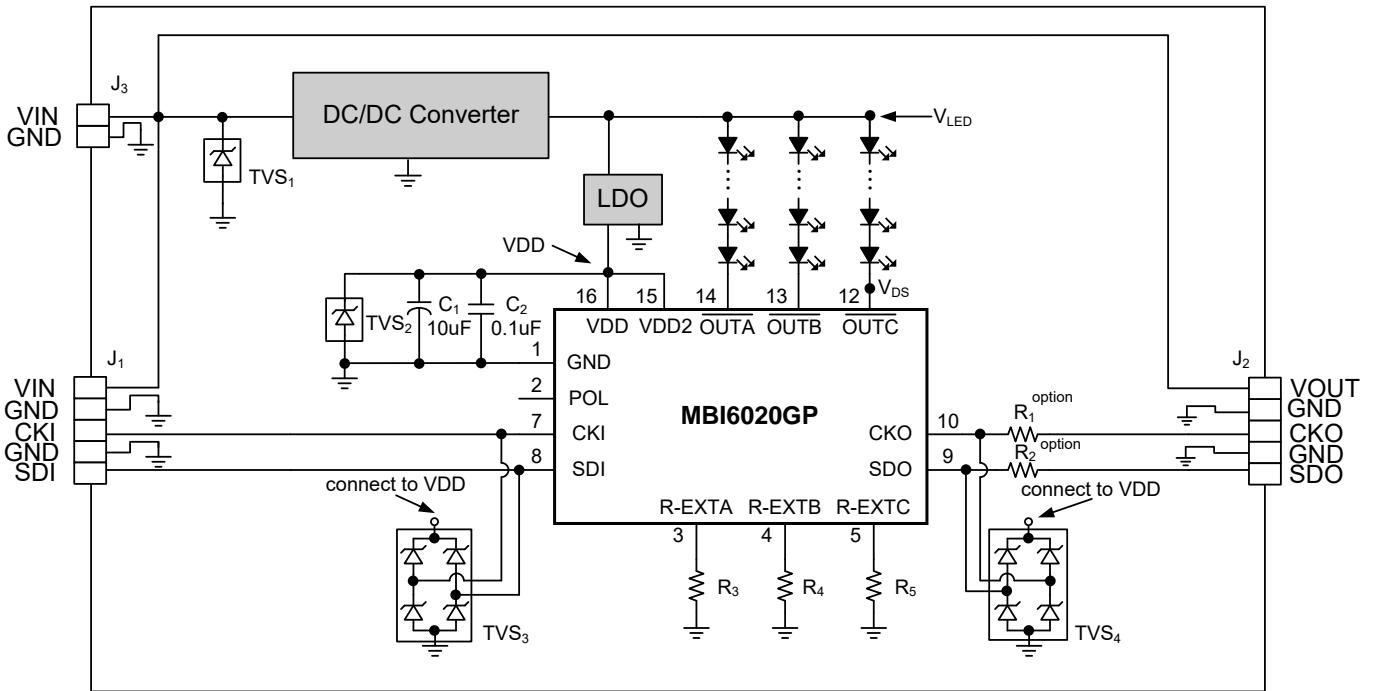 J3
VIN
GND
DC/DC Converter
VLED
TVS1
LDO
VDD
VDS
TVS2
C1
10uF
C2
0.1uF
16
15
14
13
12
VDD
VDD2
OUTA
OUTB
OUTC
1
GND
2
POL
MBI6020GP
J1
VIN
GND
CKI
GND
SDI
7
CKI
8
SDI
CKO
10
SDO
9
R1 option
R2 option
J2
VOUT
GND
CKO
GND
SDO
connect to VDD
connect to VDD
R-EXTA
R-EXTB
R-EXTC
3
4
5
R3
R4
R5
TVS3
TVS4